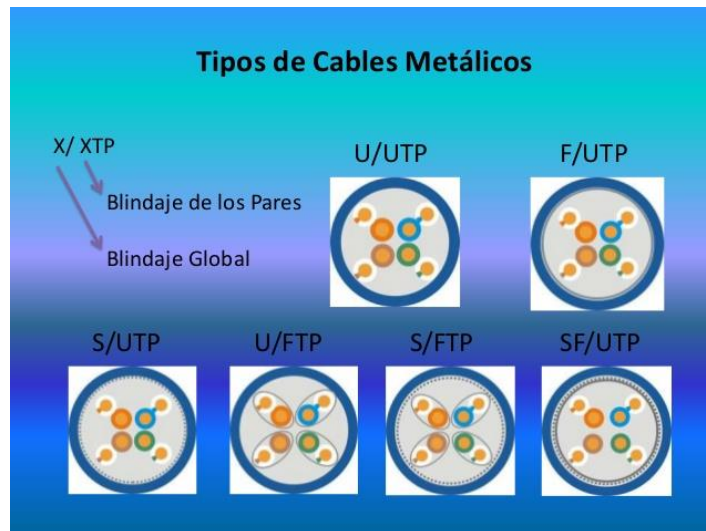 Tipos de Cables Metálicos
X/ XTP
Blindaje de los Pares
Blindaje Global
U/UTP
F/UTP
S/UTP
U/FTP
S/FTP
SF/UTP